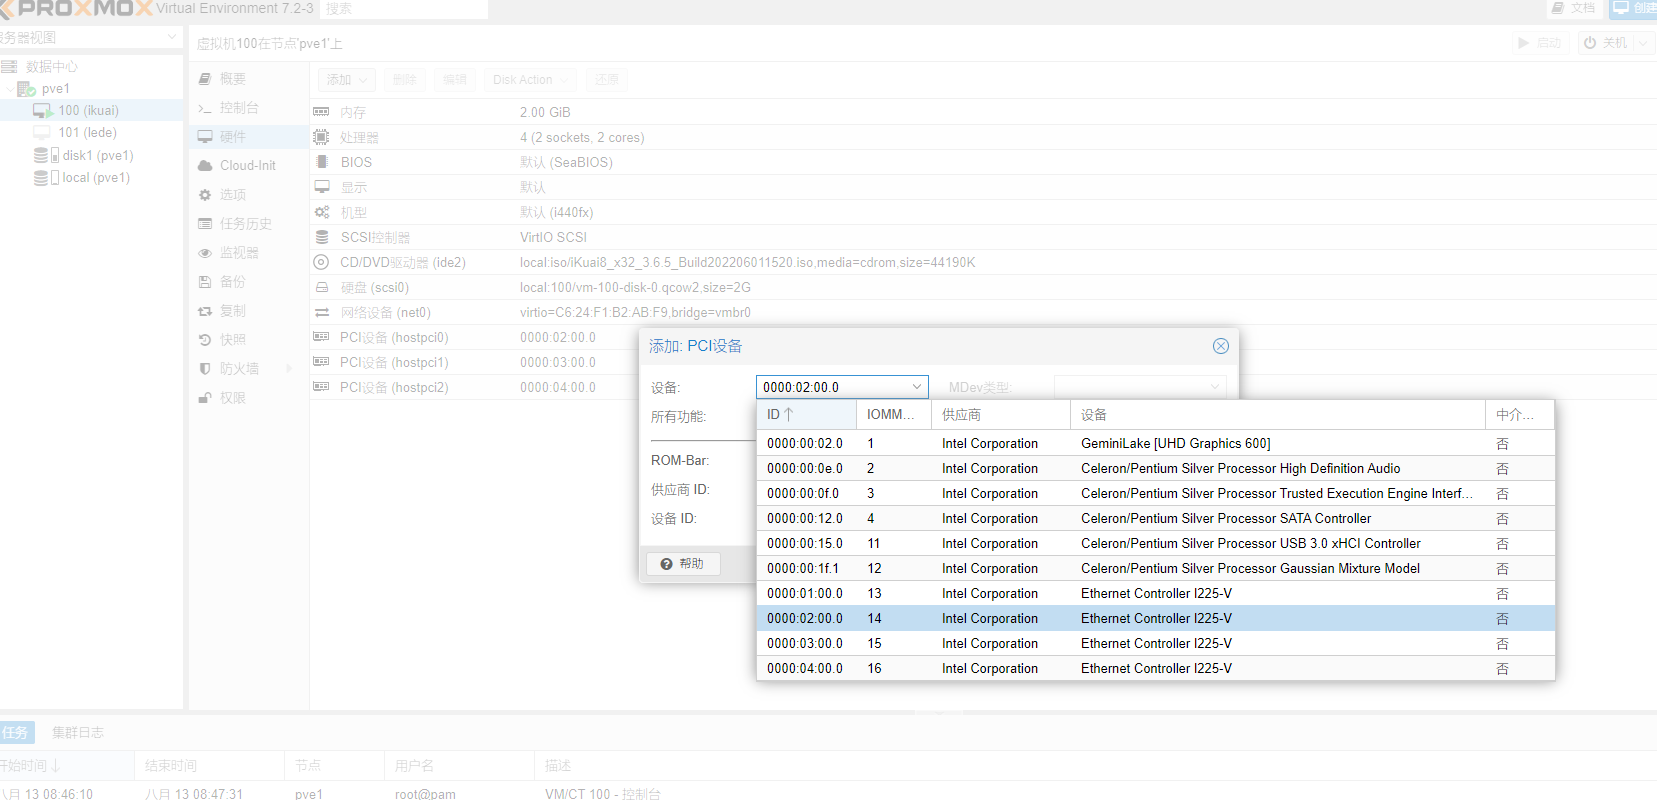 PROXMOX Virtual Environment 7.2-3 搜索 文档 创建
服务器视图
虚拟机100在节点'pve1'上 启动 关机
数据中心
pve1
100 (ikuai)
101 (lede)
disk1 (pve1)
local (pve1)
概要
控制台
硬件
Cloud-Init
选项
任务历史
监视器
备份
复制
快照
防火墙
权限
添加 删除 编辑 Disk Action 还原
内存 2.00 GiB
处理器 4 (2 sockets, 2 cores)
BIOS 默认 (SeaBIOS)
显示 默认
机型 默认 (i440fx)
SCSI控制器 VirtIO SCSI
CD/DVD驱动器 (ide2) local:iso/iKuai8_x32_3.6.5_Build202206011520.iso,media=cdrom,size=44190K
硬盘 (scsi0) local:100/vm-100-disk-0.qcow2,size=2G
网络设备 (net0) virtio=C6:24:F1:B2:AB:F9,bridge=vmbr0
PCI设备 (hostpci0) 0000:02:00.0
PCI设备 (hostpci1) 0000:03:00.0
PCI设备 (hostpci2) 0000:04:00.0
添加: PCI设备
设备: 0000:02:00.0 MDev类型:
所有功能:
ROM-Bar:
供应商 ID:
设备 ID:
帮助
ID IOMM... 供应商 设备 中介...
0000:00:02.0 1 Intel Corporation GeminiLake [UHD Graphics 600] 否
0000:00:0e.0 2 Intel Corporation Celeron/Pentium Silver Processor High Definition Audio 否
0000:00:0f.0 3 Intel Corporation Celeron/Pentium Silver Processor Trusted Execution Engine Interf... 否
0000:00:12.0 4 Intel Corporation Celeron/Pentium Silver Processor SATA Controller 否
0000:00:15.0 11 Intel Corporation Celeron/Pentium Silver Processor USB 3.0 xHCI Controller 否
0000:00:1f.1 12 Intel Corporation Celeron/Pentium Silver Processor Gaussian Mixture Model 否
0000:01:00.0 13 Intel Corporation Ethernet Controller I225-V 否
0000:02:00.0 14 Intel Corporation Ethernet Controller I225-V 否
0000:03:00.0 15 Intel Corporation Ethernet Controller I225-V 否
0000:04:00.0 16 Intel Corporation Ethernet Controller I225-V 否
任务 集群日志
开始时间 结束时间 节点 用户名 描述
八月 13 08:46:10 八月 13 08:47:31 pve1 root@pam VM/CT 100 - 控制台